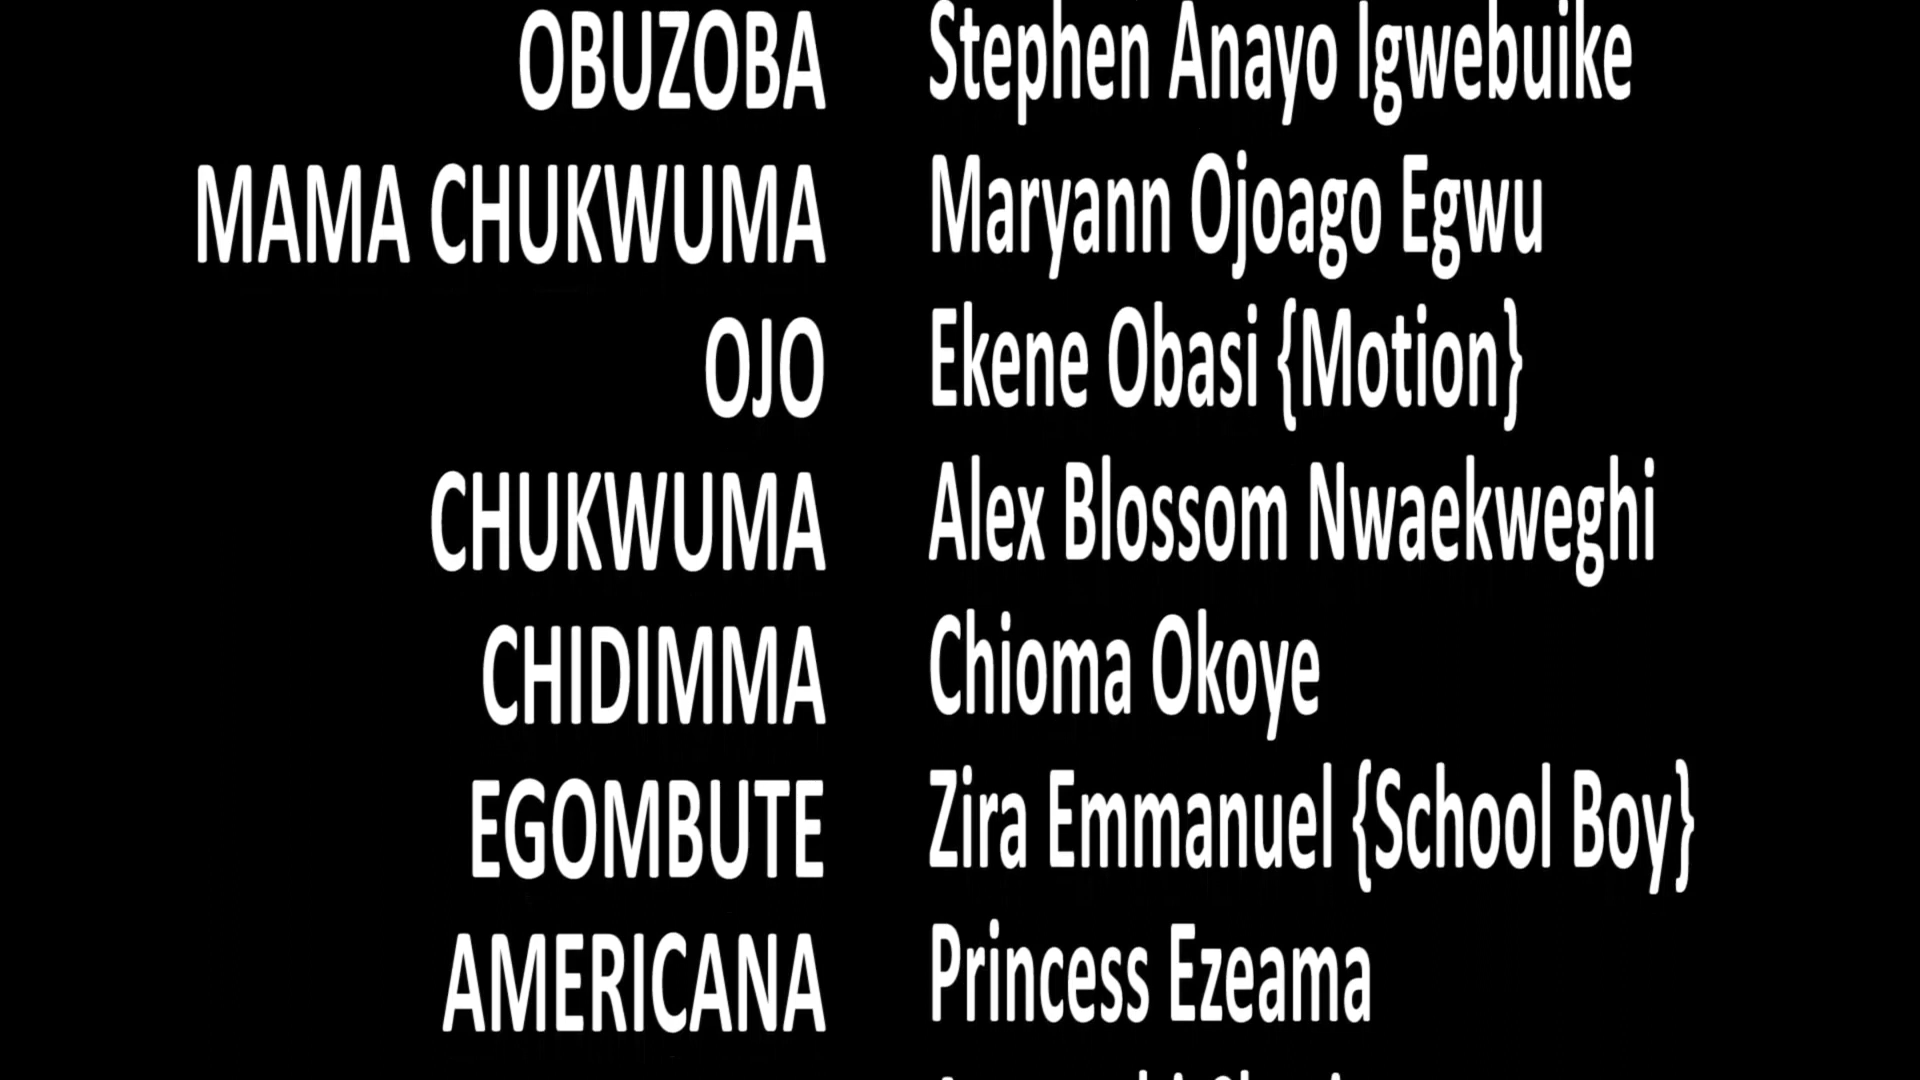 OBUZOBA Stephen Anayo Igwebuike
MAMA CHUKWUMA Maryann Ojoago Egwu
OJO Ekene Obasi {Motion}
CHUKWUMA Alex Blossom Nwaekweghi
CHIDIMMA Chioma Okoye
EGOMBUTE Zira Emmanuel {School Boy}
AMERICANA Princess Ezeama